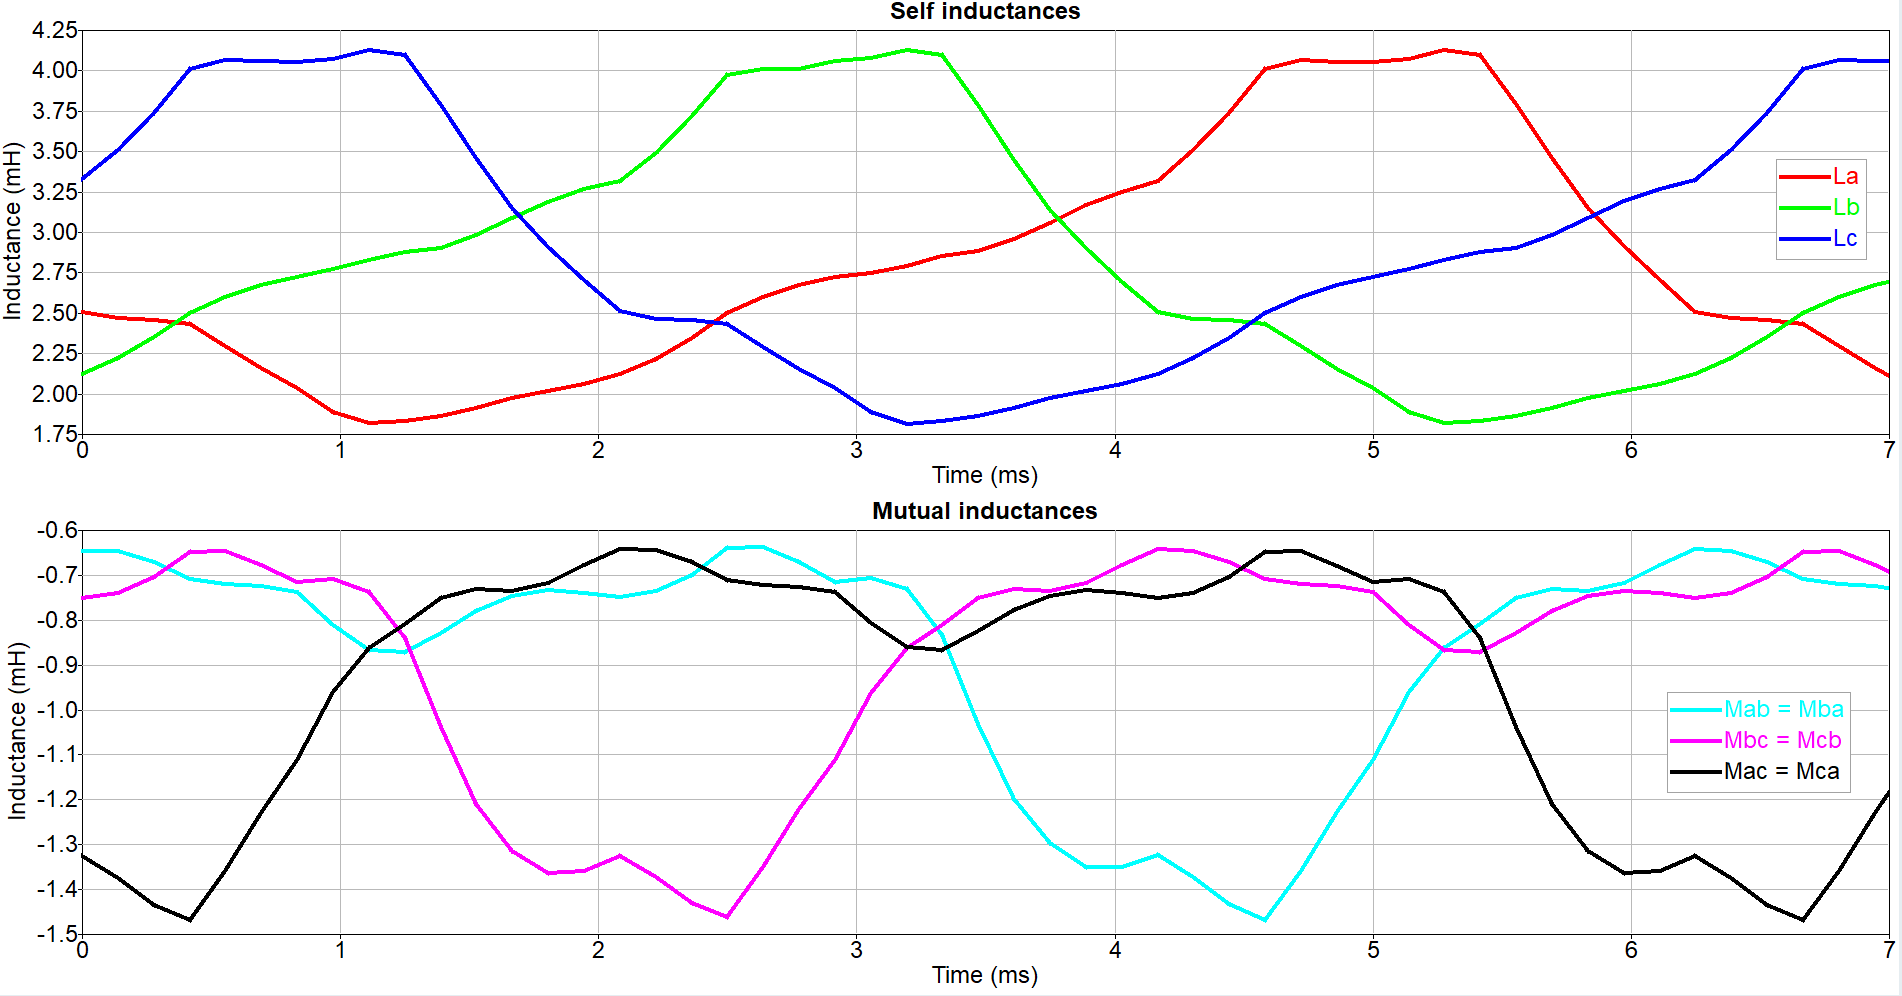 Self inductances
4.25
4.00
3.75
3.50
3.25
3.00
2.75
2.50
2.25
2.00
1.75
Inductance (mH)
La
Lb
Lc
0 1 2 3 4 5 6 7
Time (ms)
Mutual inductances
-0.6
-0.7
-0.8
-0.9
-1.0
-1.1
-1.2
-1.3
-1.4
-1.5
Inductance (mH)
Mab = Mba
Mbc = Mcb
Mac = Mca
0 1 2 3 4 5 6 7
Time (ms)